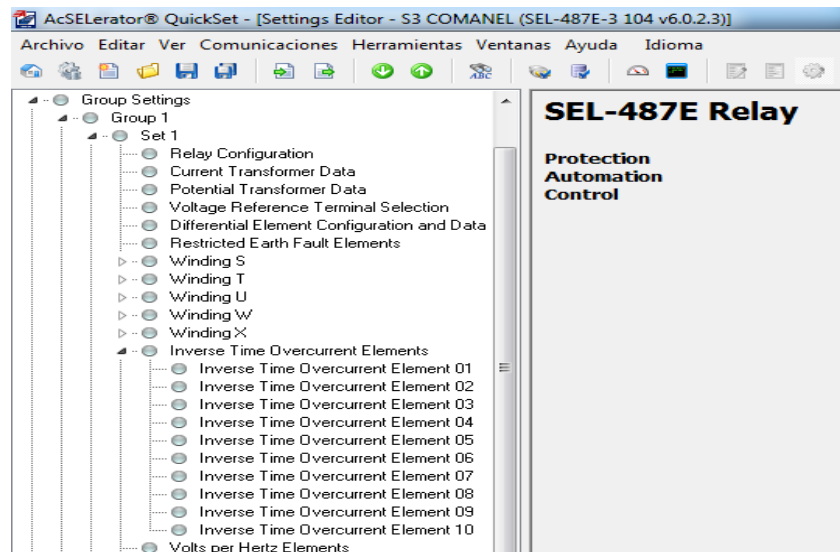 AcSELerator® QuickSet - [Settings Editor - S3 COMANEL (SEL-487E-3 104 v6.0.2.3)]
Archivo Editar Ver Comunicaciones Herramientas Ventanas Ayuda Idioma
ABC
Group Settings
Group 1
Set 1
Relay Configuration
Current Transformer Data
Potential Transformer Data
Voltage Reference Terminal Selection
Differential Element Configuration and Data
Restricted Earth Fault Elements
Winding S
Winding T
Winding U
Winding W
Winding X
Inverse Time Overcurrent Elements
Inverse Time Overcurrent Element 01
Inverse Time Overcurrent Element 02
Inverse Time Overcurrent Element 03
Inverse Time Overcurrent Element 04
Inverse Time Overcurrent Element 05
Inverse Time Overcurrent Element 06
Inverse Time Overcurrent Element 07
Inverse Time Overcurrent Element 08
Inverse Time Overcurrent Element 09
Inverse Time Overcurrent Element 10
Volts per Hertz Elements
SEL-487E Relay
Protection
Automation
Control